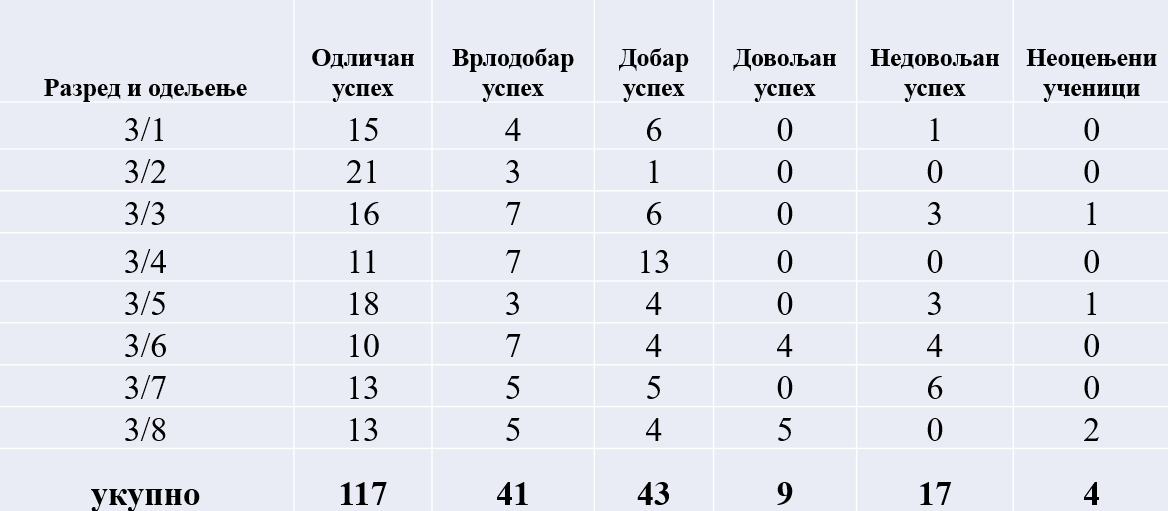 Разред и одељење Одличан успех Врлодобар успех Добар успех Довољан успех Недовољан успех Неоцењени ученици
3/1 15 4 6 0 1 0
3/2 21 3 1 0 0 0
3/3 16 7 6 0 3 1
3/4 11 7 13 0 0 0
3/5 18 3 4 0 3 1
3/6 10 7 4 4 4 0
3/7 13 5 5 0 6 0
3/8 13 5 4 5 0 2
укупно 117 41 43 9 17 4